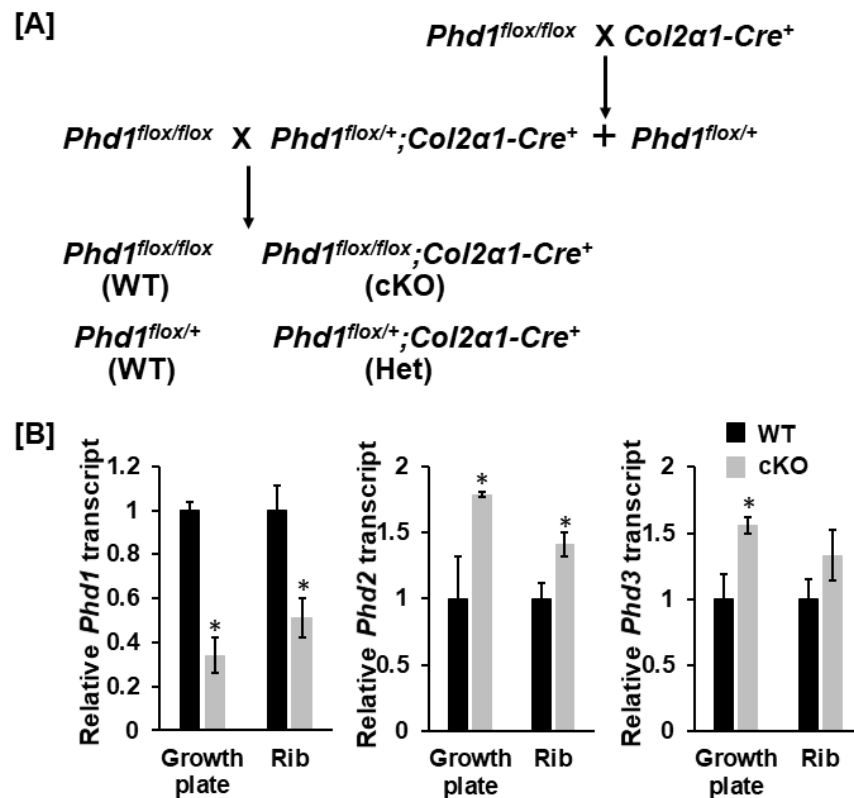 [A]
Phd1flox/flox X Col2α1-Cre+
Phd1flox/flox X Phd1flox/+;Col2α1-Cre+ + Phd1flox/+
Phd1flox/flox Phd1flox/flox;Col2α1-Cre+
(WT) (cKO)
Phd1flox/+ Phd1flox/+;Col2α1-Cre+
(WT) (Het)
[B]
WT
cKO
Relative Phd1 transcript
1.2
1
0.8
0.6
0.4
0.2
0
*
*
Growth plate
Rib
Relative Phd2 transcript
2
1.5
1
0.5
0
*
*
Growth plate
Rib
Relative Phd3 transcript
2
1.5
1
0.5
0
*
Growth plate
Rib